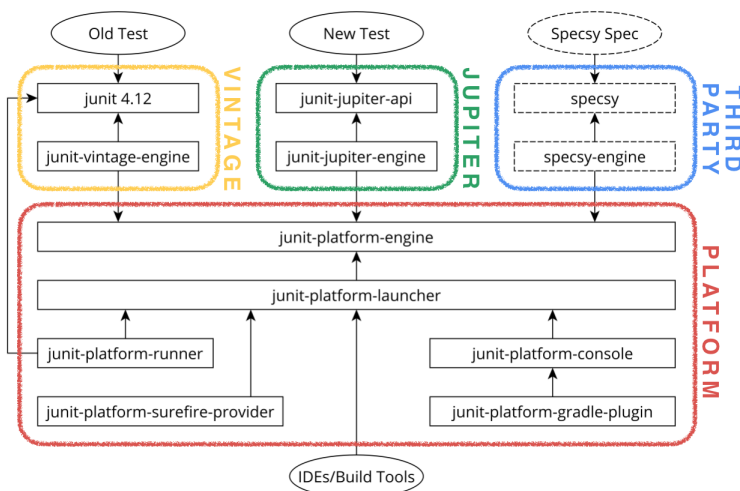 Old Test
New Test
Specsy Spec
VINTAGE
JUPITER
THIRD
PARTY
junit 4.12
junit-jupiter-api
specsy
junit-vintage-engine
junit-jupiter-engine
specsy-engine
PLATFORM
junit-platform-engine
junit-platform-launcher
junit-platform-runner
junit-platform-console
junit-platform-surefire-provider
junit-platform-gradle-plugin
IDEs/Build Tools